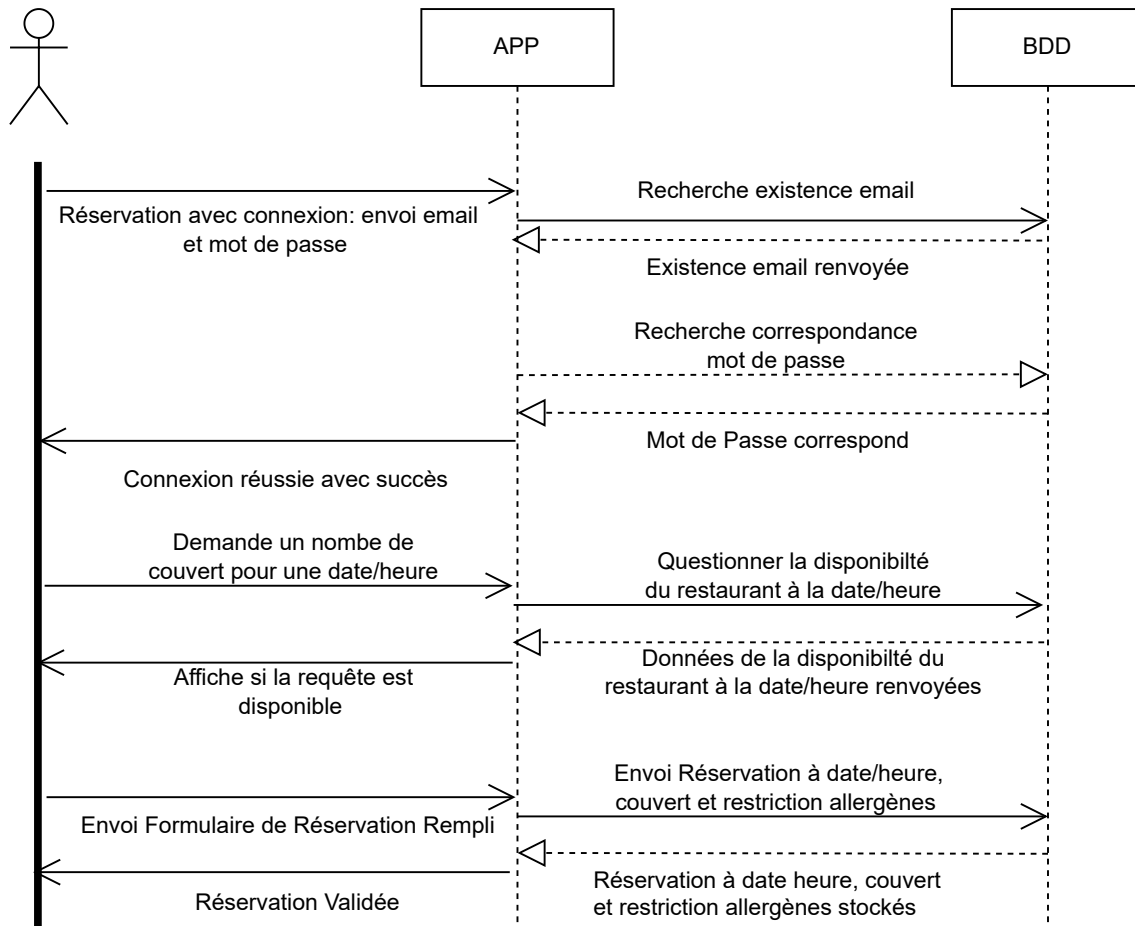 APP
BDD
Recherche existence email
Réservation avec connexion: envoi email
et mot de passe
Existence email renvoyée
Recherche correspondance
mot de passe
Mot de Passe correspond
Connexion réussie avec succès
Demande un nombe de
couvert pour une date/heure
Questionner la disponibilté
du restaurant à la date/heure
Données de la disponibilté du
restaurant à la date/heure renvoyées
Affiche si la requête est
disponible
Envoi Réservation à date/heure,
couvert et restriction allergènes
Envoi Formulaire de Réservation Rempli
Réservation à date heure, couvert
et restriction allergènes stockés
Réservation Validée